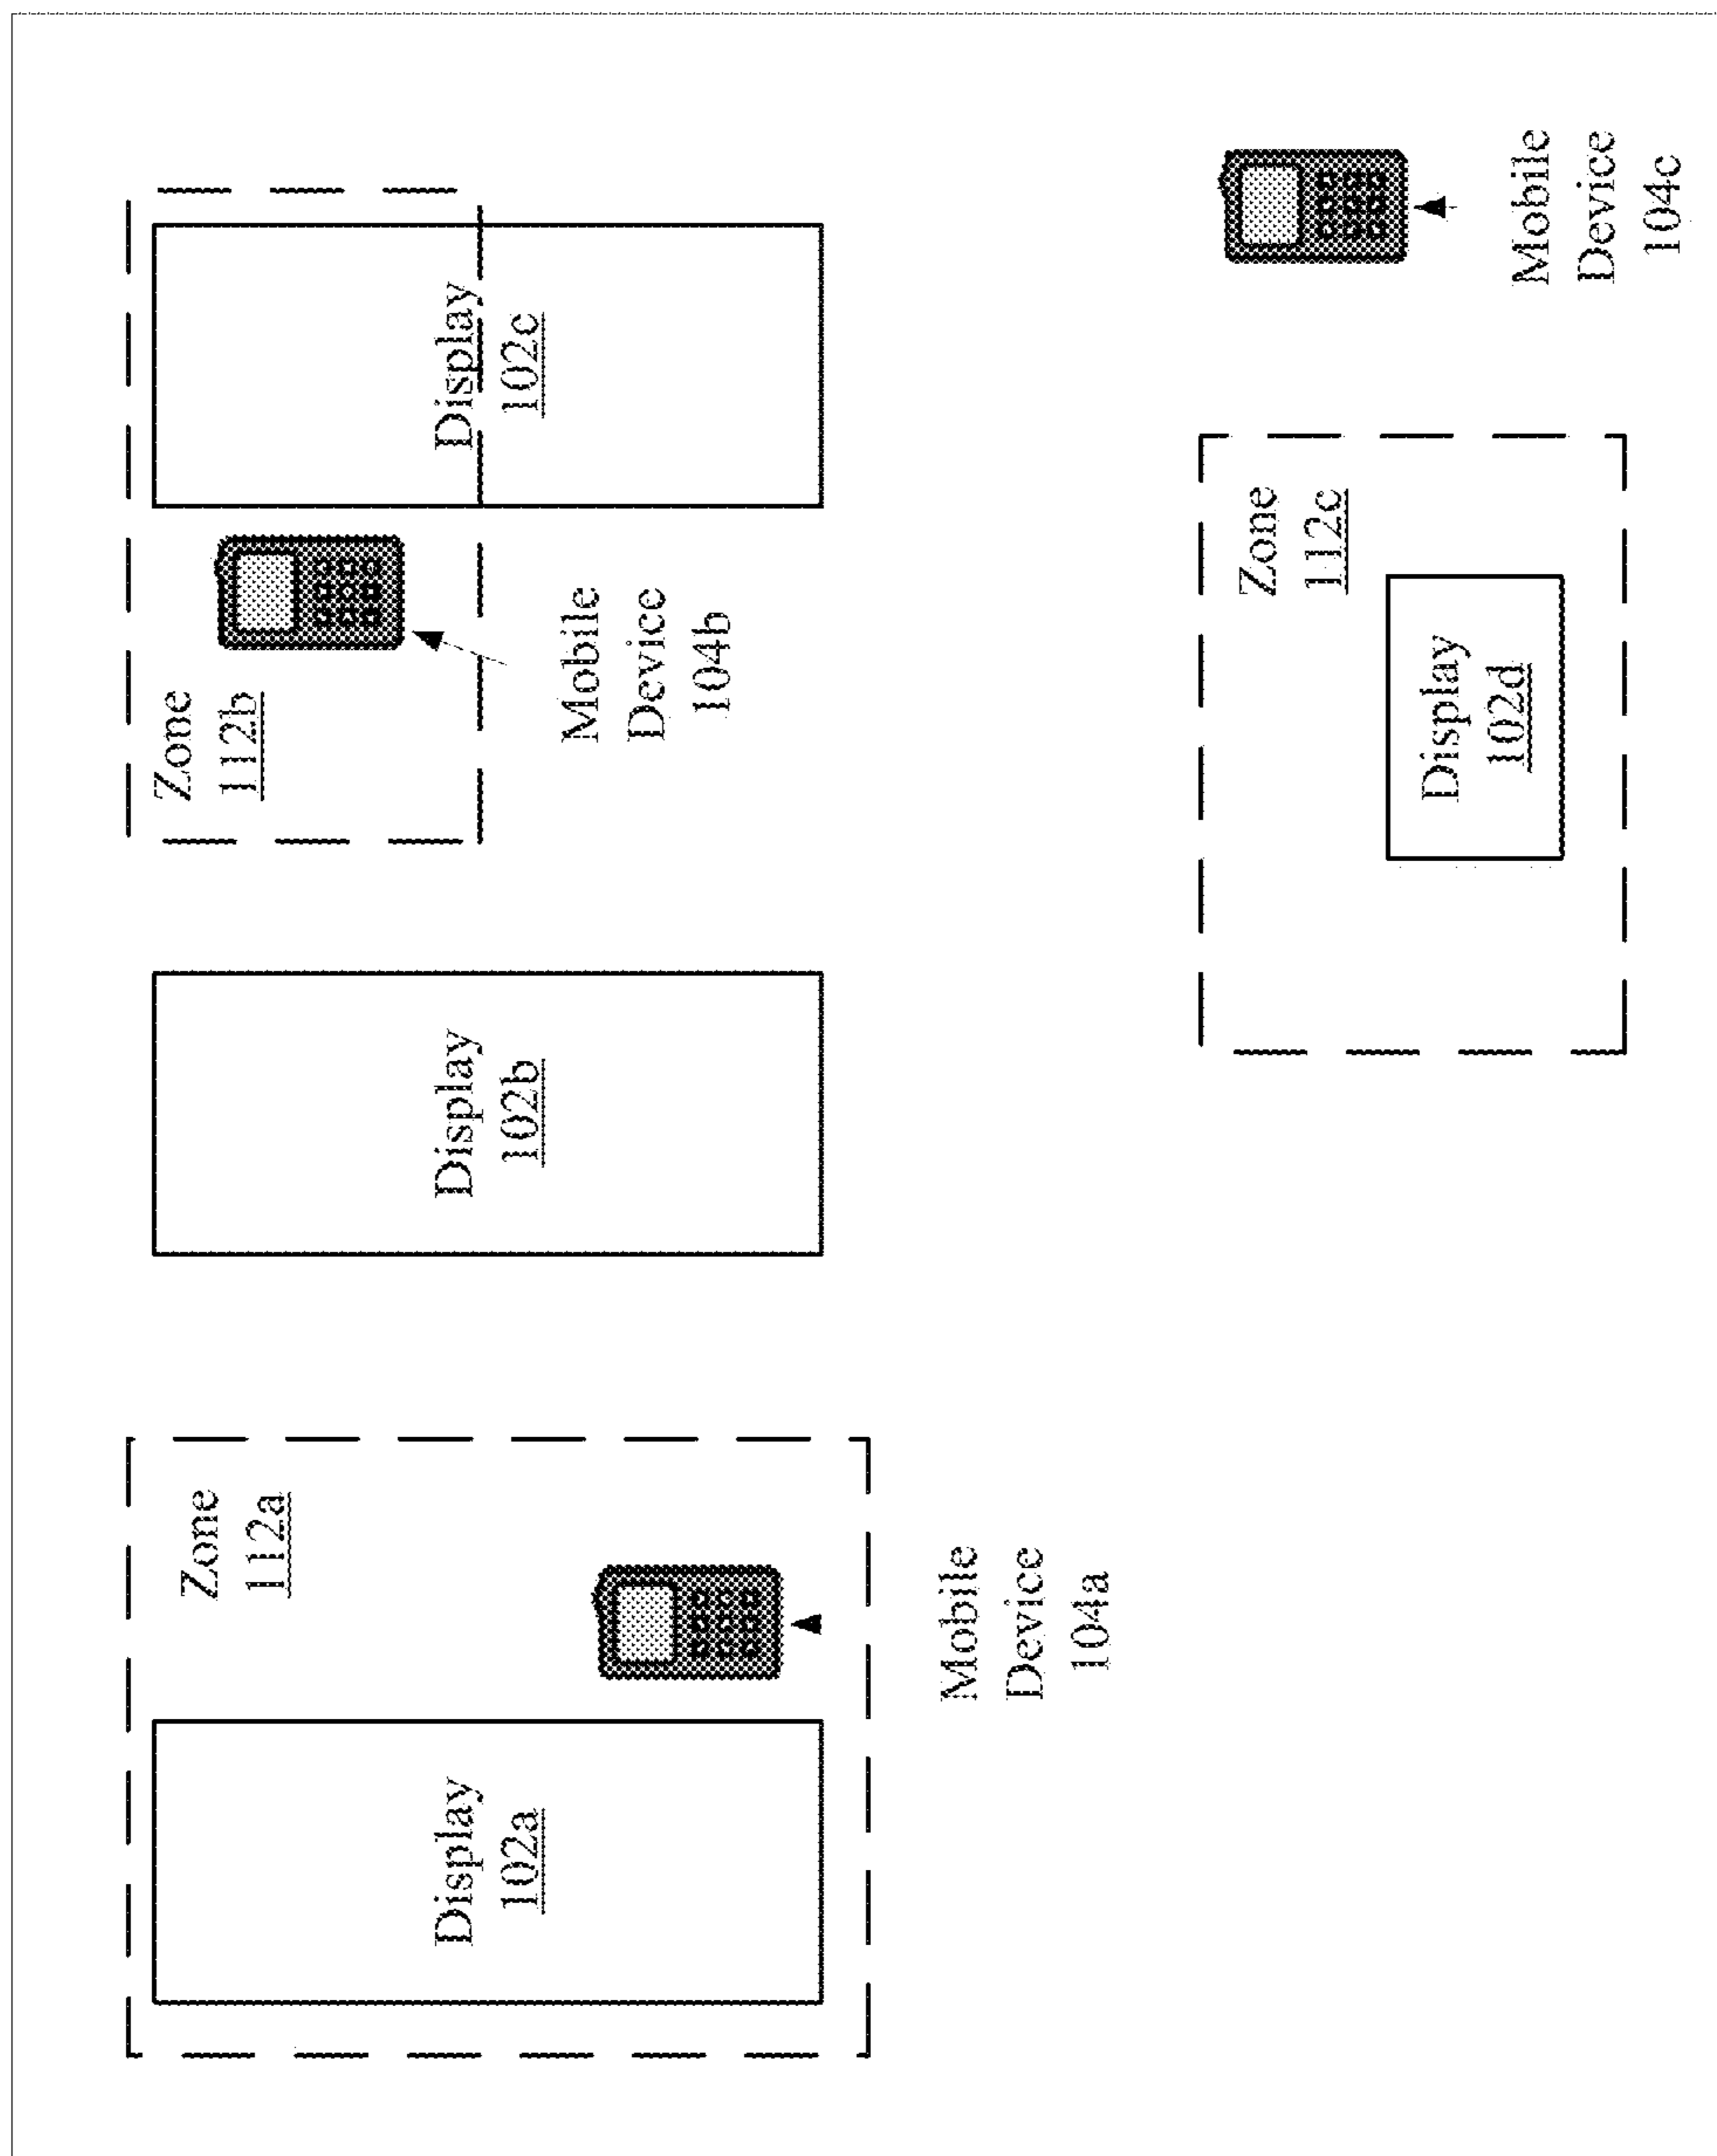 Zone
112a
Display
102a
Mobile
Device
104a
Display
102b
Zone
112b
Mobile
Device
104b
Display
102c
Zone
112c
Display
102d
Mobile
Device
104c